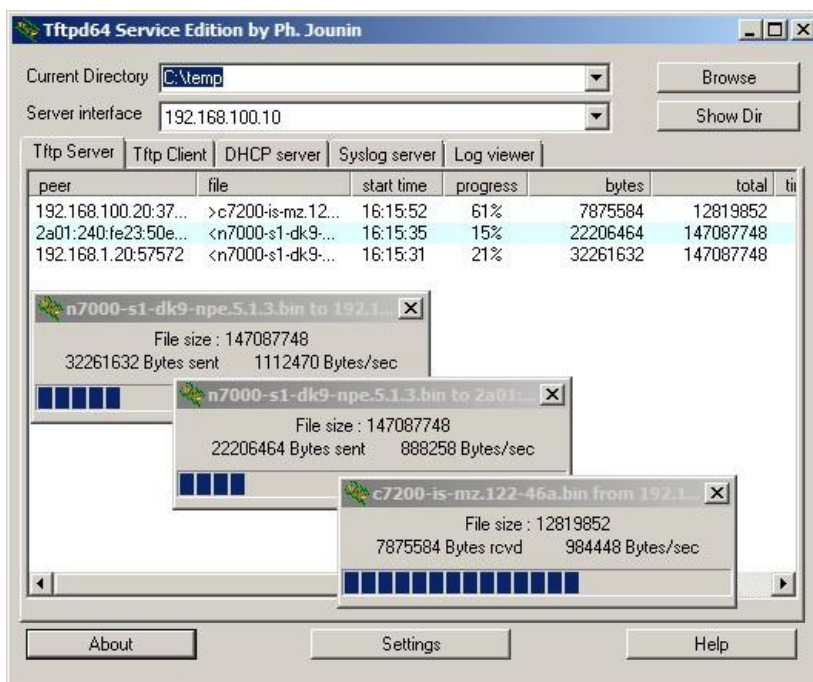 Tftpd64 Service Edition by Ph. Jounin
Current Directory C:\temp Browse
Server interface 192.168.100.10 Show Dir
Tftp Server Tftp Client DHCP server Syslog server Log viewer
peer file start time progress bytes total
192.168.100.20:37... >c7200-is-mz.12... 16:15:52 61% 7875584 12819852
2a01:240:fe23:50e... <n7000-s1-dk9-... 16:15:35 15% 22206464 147087748
192.168.1.20:57572 <n7000-s1-dk9-... 16:15:31 21% 32261632 147087748
n7000-s1-dk9-npe.5.1.3.bin to 192.1...
File size : 147087748
32261632 Bytes sent 1112470 Bytes/sec
n7000-s1-dk9-npe.5.1.3.bin to 2a01:...
File size : 147087748
22206464 Bytes sent 888258 Bytes/sec
c7200-is-mz.122-46a.bin from 192.1...
File size : 12819852
7875584 Bytes rcvd 984448 Bytes/sec
About Settings Help